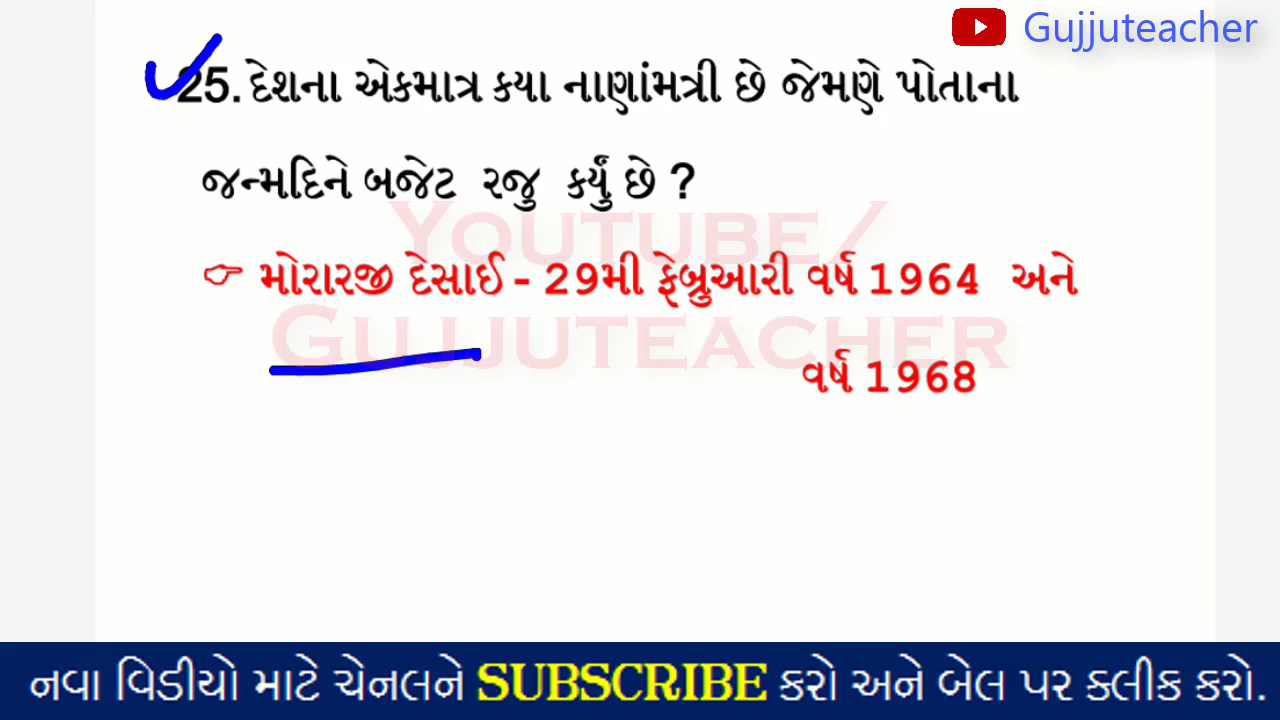 Gujjuteacher
25. દેશના એકમાત્ર કયા નાણાંમત્રી છે જેમણે પોતાના
જન્મદિને બજેટ રજુ કર્યું છે ?
YOUTUBE/
☞ મોરારજી દેસાઈ - 29મી ફેબ્રુઆરી વર્ષ 1964 અને
GUJJUTEACHER
વર્ષ 1968
નવા વિડીયો માટે ચેનલને SUBSCRIBE કરો અને બેલ પર ક્લીક કરો.